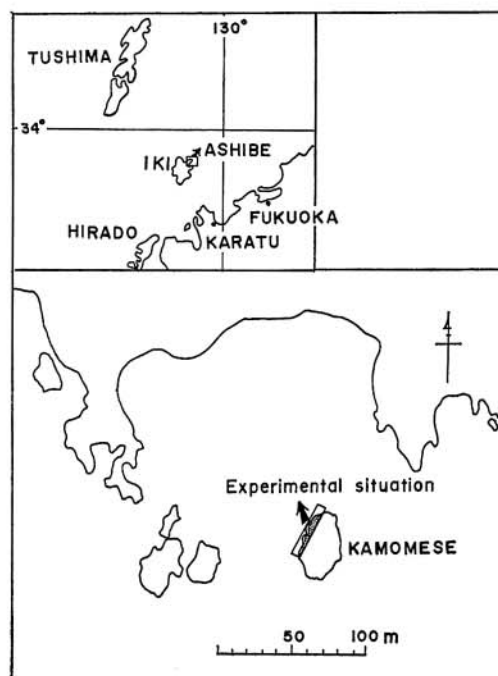 130°
TUSHIMA
34°
ASHIBE
IKI
FUKUOKA
HIRADO
KARATU
Experimental situation
KAMOMESE
50 100 m